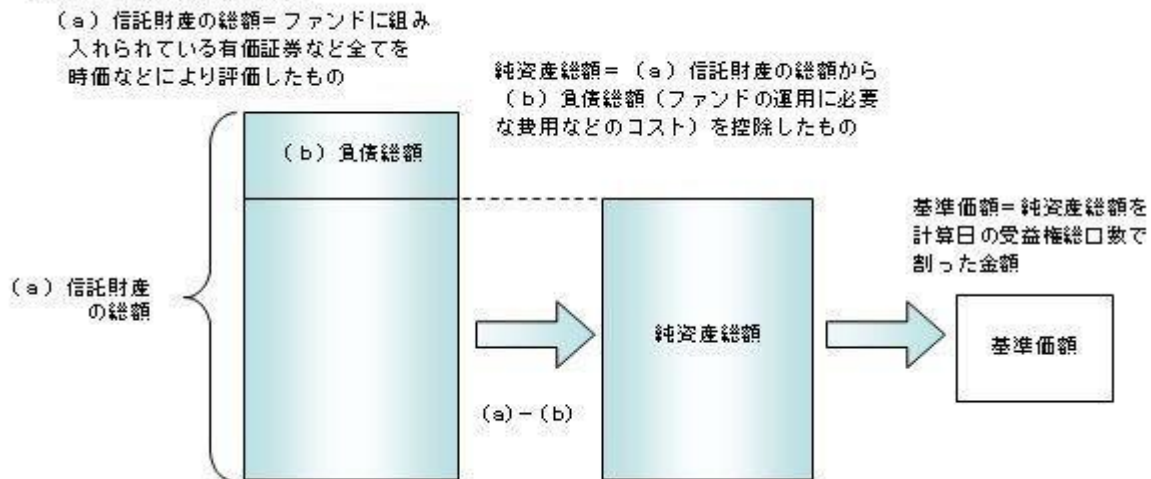 （a）信託財産の総額＝ファンドに組み
入れられている有価証券など全てを
時価などにより評価したもの
純資産総額＝（a）信託財産の総額から
（b）負債総額（ファンドの運用に必要
な費用などのコスト）を控除したもの
（b）負債総額
基準価額＝純資産総額を
計算日の受益権総口数で
割った金額
（a）信託財産
の総額
純資産総額
基準価額
（a）－（b）